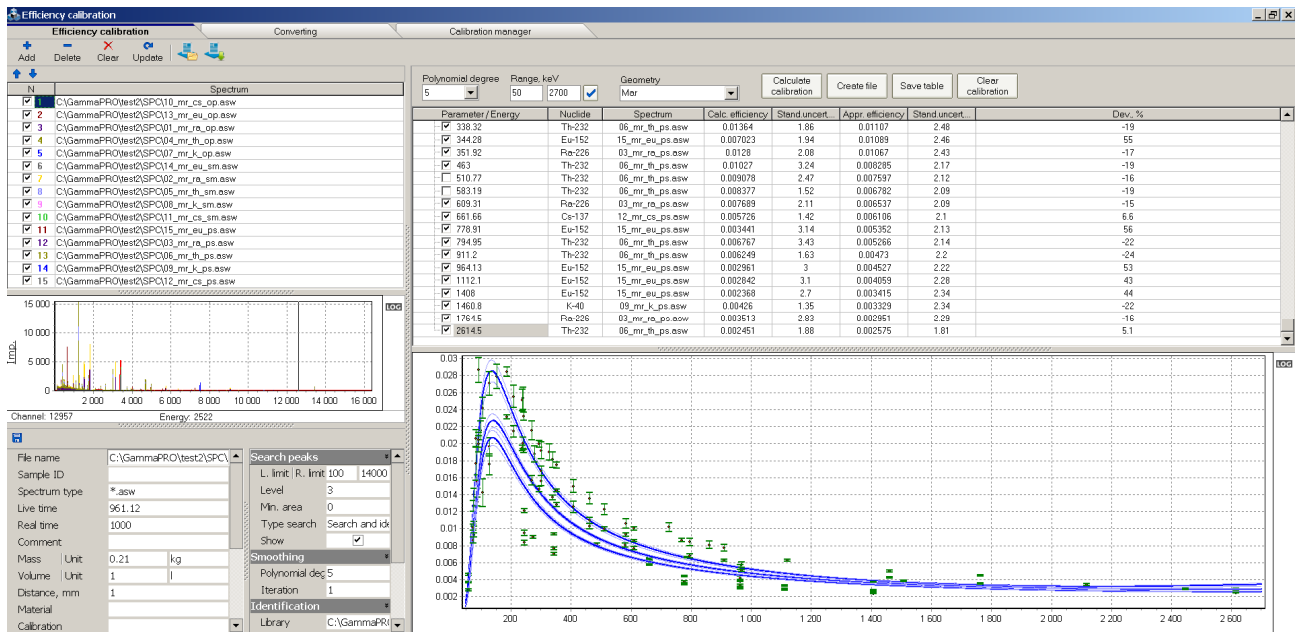 Efficiency calibration
Efficiency calibration Converting Calibration manager
Add Delete Clear Update
N Spectrum
1 C:\GammaPRO\test2\SPC\10_mr_cs_op.asw
2 C:\GammaPRO\test2\SPC\13_mr_eu_op.asw
3 C:\GammaPRO\test2\SPC\01_mr_ra_op.asw
4 C:\GammaPRO\test2\SPC\04_mr_th_op.asw
5 C:\GammaPRO\test2\SPC\07_mr_k_op.asw
6 C:\GammaPRO\test2\SPC\14_mr_eu_sm.asw
7 C:\GammaPRO\test2\SPC\02_mr_ra_sm.asw
8 C:\GammaPRO\test2\SPC\05_mr_th_sm.asw
9 C:\GammaPRO\test2\SPC\08_mr_k_sm.asw
10 C:\GammaPRO\test2\SPC\11_mr_cs_sm.asw
11 C:\GammaPRO\test2\SPC\15_mr_eu_ps.asw
12 C:\GammaPRO\test2\SPC\03_mr_ra_ps.asw
13 C:\GammaPRO\test2\SPC\06_mr_th_ps.asw
14 C:\GammaPRO\test2\SPC\09_mr_k_ps.asw
15 C:\GammaPRO\test2\SPC\12_mr_cs_ps.asw
Imp.
15 000
10 000
5 000
0
2 000 4 000 6 000 8 000 10 000 12 000 14 000 16 000
LOG
Channel: 12957 Energy: 2522
File name C:\GammaPRO\test2\SPC\
Sample ID
Spectrum type *.asw
Live time 961.12
Real time 1000
Comment
Mass Unit 0.21 kg
Volume Unit 1 l
Distance, mm 1
Material
Calibration
Search peaks
L. limit R. limit 100 14000
Level 3
Min. area 0
Type search Search and ide
Show
Smoothing
Polynomial deg 5
Iteration 1
Identification
Library C:\GammaPR
Polynomial degree Range, keV Geometry
5 50 2700 Mar
Calculate calibration Create file Save table Clear calibration
Parameter / Energy Nuclide Spectrum Calc. efficiency Stand.uncert... Appr. efficiency Stand.uncert... Dev., %
338.32 Th-232 06_mr_th_ps.asw 0.01364 1.86 0.01107 2.48 -19
344.28 Eu-152 15_mr_eu_ps.asw 0.007023 1.94 0.01089 2.46 55
351.92 Ra-226 03_mr_ra_ps.asw 0.0128 2.08 0.01067 2.43 -17
463 Th-232 06_mr_th_ps.asw 0.01027 3.24 0.008285 2.17 -19
510.77 Th-232 06_mr_th_ps.asw 0.009078 2.47 0.007597 2.12 -16
583.19 Th-232 06_mr_th_ps.asw 0.008377 1.52 0.006782 2.09 -19
609.31 Ra-226 03_mr_ra_ps.asw 0.007689 2.11 0.006537 2.09 -15
661.66 Cs-137 12_mr_cs_ps.asw 0.005726 1.42 0.006106 2.1 6.6
778.91 Eu-152 15_mr_eu_ps.asw 0.003441 3.14 0.005352 2.13 56
794.95 Th-232 06_mr_th_ps.asw 0.006767 3.43 0.005266 2.14 -22
911.2 Th-232 06_mr_th_ps.asw 0.006249 1.63 0.00473 2.2 -24
964.13 Eu-152 15_mr_eu_ps.asw 0.002961 3 0.004527 2.22 53
1112.1 Eu-152 15_mr_eu_ps.asw 0.002842 3.1 0.004059 2.28 43
1408 Eu-152 15_mr_eu_ps.asw 0.002368 2.7 0.003415 2.34 44
1460.8 K-40 09_mr_k_ps.asw 0.00426 1.35 0.003329 2.34 -22
1764.5 Ra-226 03_mr_ra_ps.asw 0.003513 2.83 0.002951 2.29 -16
2614.5 Th-232 06_mr_th_ps.asw 0.002451 1.88 0.002575 1.81 5.1
0.03
0.028
0.026
0.024
0.022
0.02
0.018
0.016
0.014
0.012
0.01
0.008
0.006
0.004
0.002
200 400 600 800 1 000 1 200 1 400 1 600 1 800 2 000 2 200 2 400 2 600
LOG